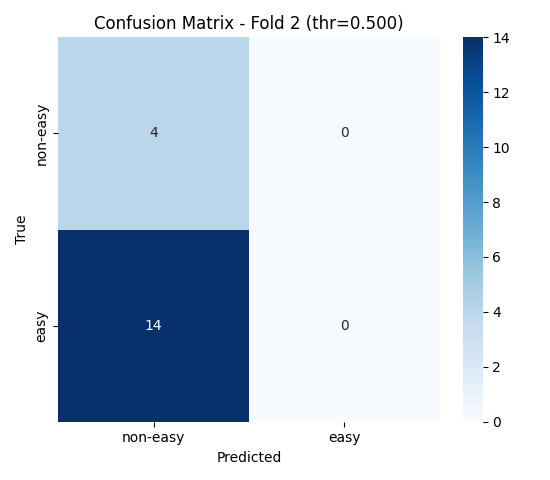 Confusion Matrix - Fold 2 (thr=0.500)
True
non-easy
easy
4
0
14
0
non-easy
easy
Predicted
14
12
10
8
6
4
2
0